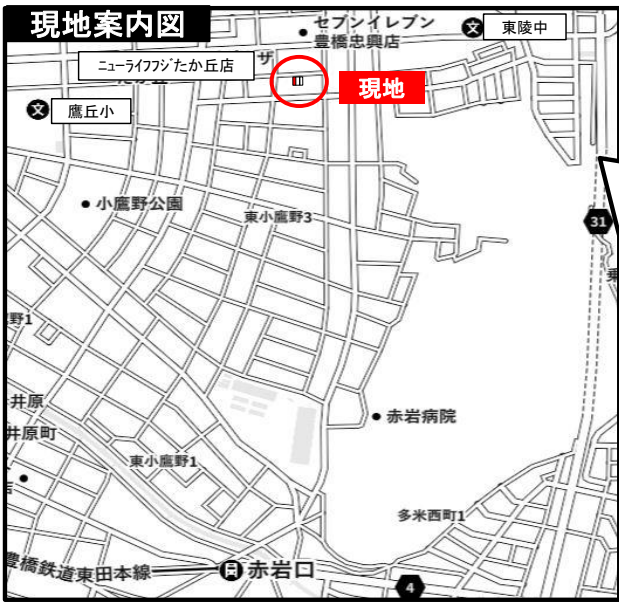 現地案内図
セブンイレブン
豊橋忠興店
文
東陵中
ニューライフフジたか丘店
ザ
現地
文
鷹丘小
小鷹野公園
東小鷹野3
31
野1
井原
井原町
赤岩病院
東小鷹野1
多米西町1
豊橋鉄道東田本線
赤岩口
4